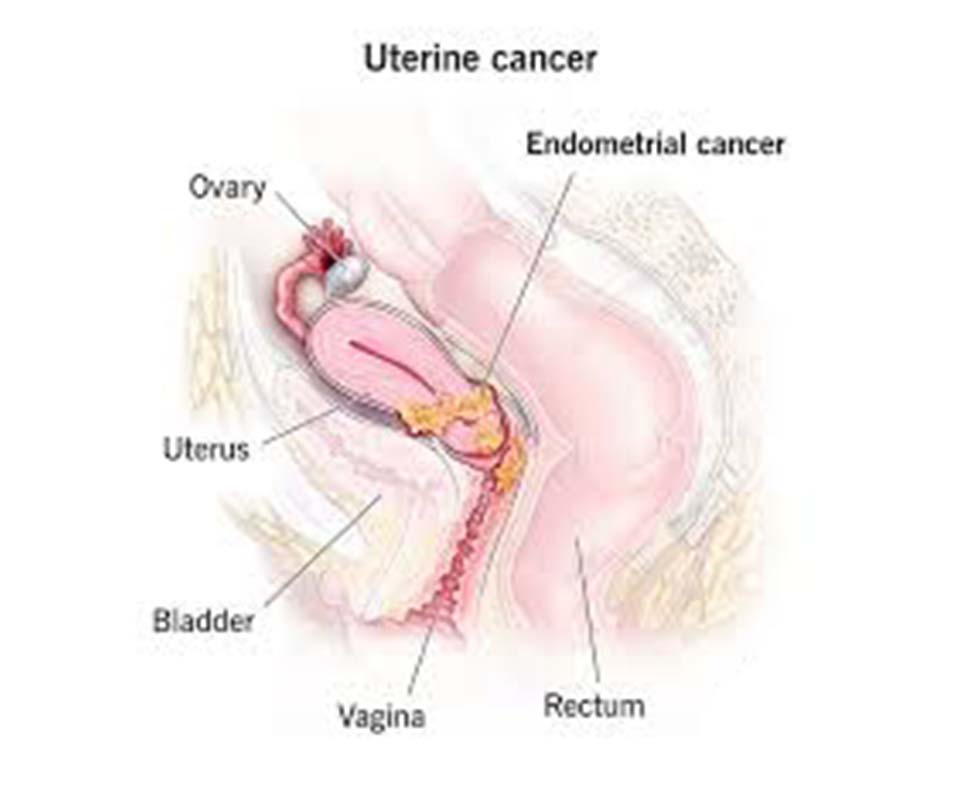 Uterine cancer
Endometrial cancer
Ovary
Uterus
Bladder
Vagina
Rectum